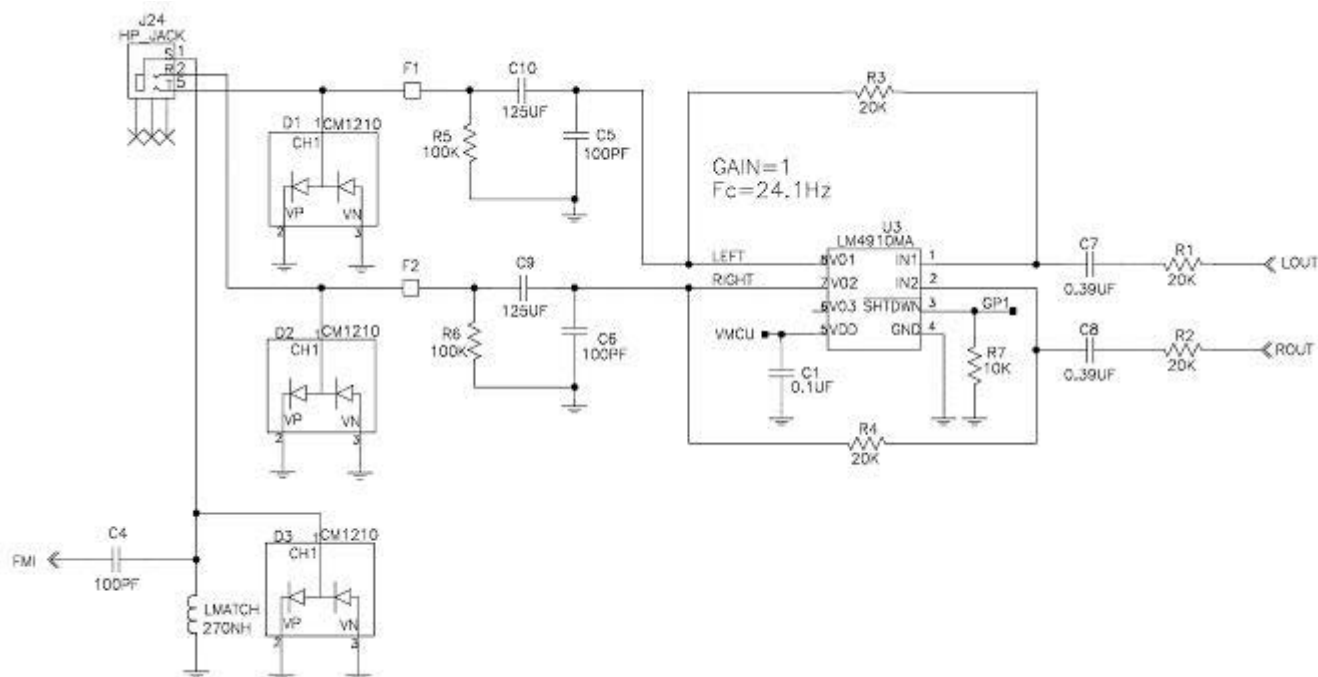 J24
HP_JACK
S 1
R 2
T 5
F1
C10
125UF
R3
20K
D1 1 CM1210
CH1
VP VN
2 3
R5
100K
C5
100PF
GAIN=1
Fc=24.1Hz
U3
LM4910MA
LEFT
8 VO1 IN1 1
RIGHT
7 VO2 IN2 2
6 VO3 SHTDWN 3
GP1
VMCU
5 VDD GND 4
C7
0.39UF
R1
20K
LOUT
F2
C9
125UF
D2 1 CM1210
CH1
VP VN
2 3
R6
100K
C6
100PF
C1
0.1UF
R7
10K
C8
0.39UF
R2
20K
ROUT
R4
20K
C4
FMI
100PF
D3 1 CM1210
CH1
VP VN
2 3
LMATCH
270NH